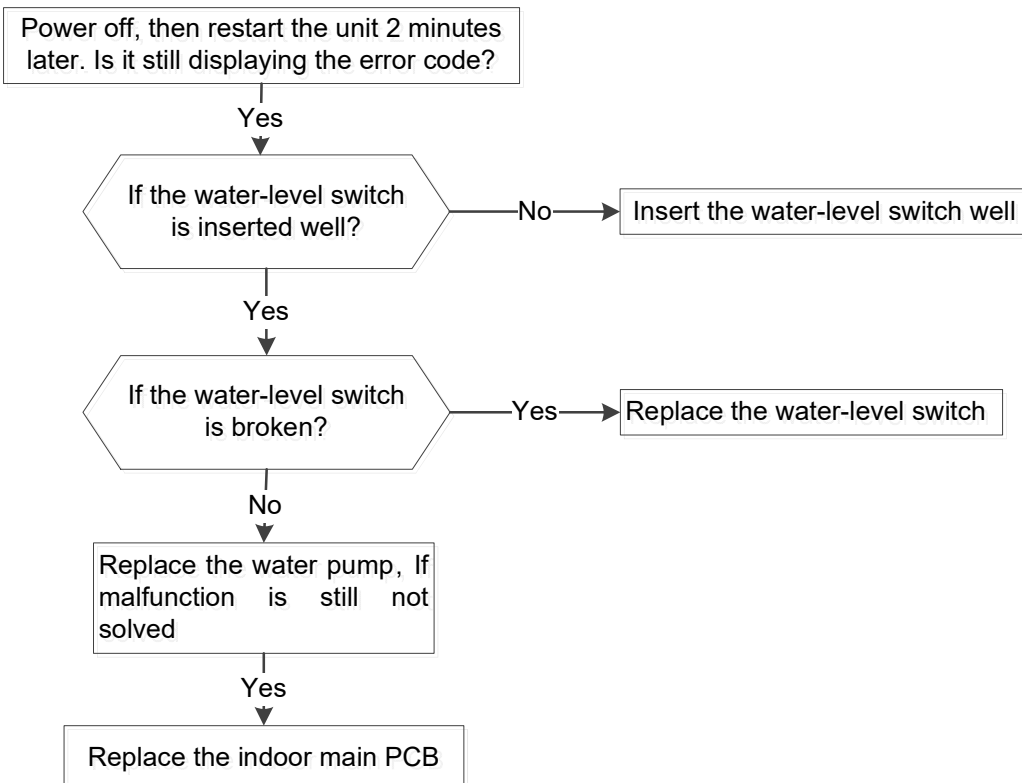 Power off, then restart the unit 2 minutes
later. Is it still displaying the error code?
Yes
If the water-level switch
is inserted well?
No
Insert the water-level switch well
Yes
If the water-level switch
is broken?
Yes
Replace the water-level switch
No
Replace the water pump, If
malfunction is still not
solved
Yes
Replace the indoor main PCB